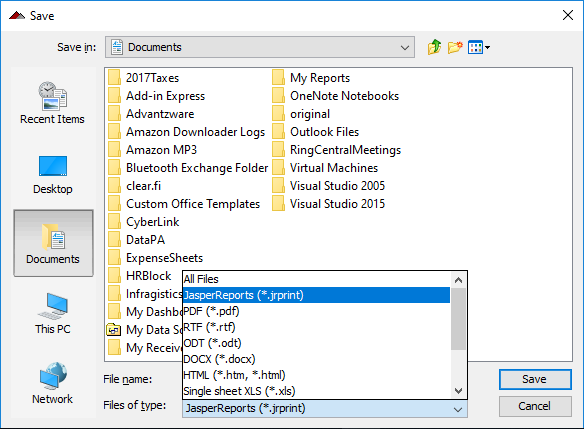 Save
Save in:
Documents
Recent Items
Desktop
Documents
This PC
Network
2017Taxes
Add-in Express
Advantzware
Amazon Downloader Logs
Amazon MP3
Bluetooth Exchange Folder
clear.fi
Custom Office Templates
CyberLink
DataPA
ExpenseSheets
HRBlock
Infragistics
My Dashbo
My Data So
My Receive
My Reports
OneNote Notebooks
original
Outlook Files
RingCentralMeetings
Virtual Machines
Visual Studio 2005
Visual Studio 2015
All Files
JasperReports (*.jrprint)
PDF (*.pdf)
RTF (*.rtf)
ODT (*.odt)
DOCX (*.docx)
HTML (*.htm, *.html)
Single sheet XLS (*.xls)
File name:
Save
Files of type:
JasperReports (*.jrprint)
Cancel